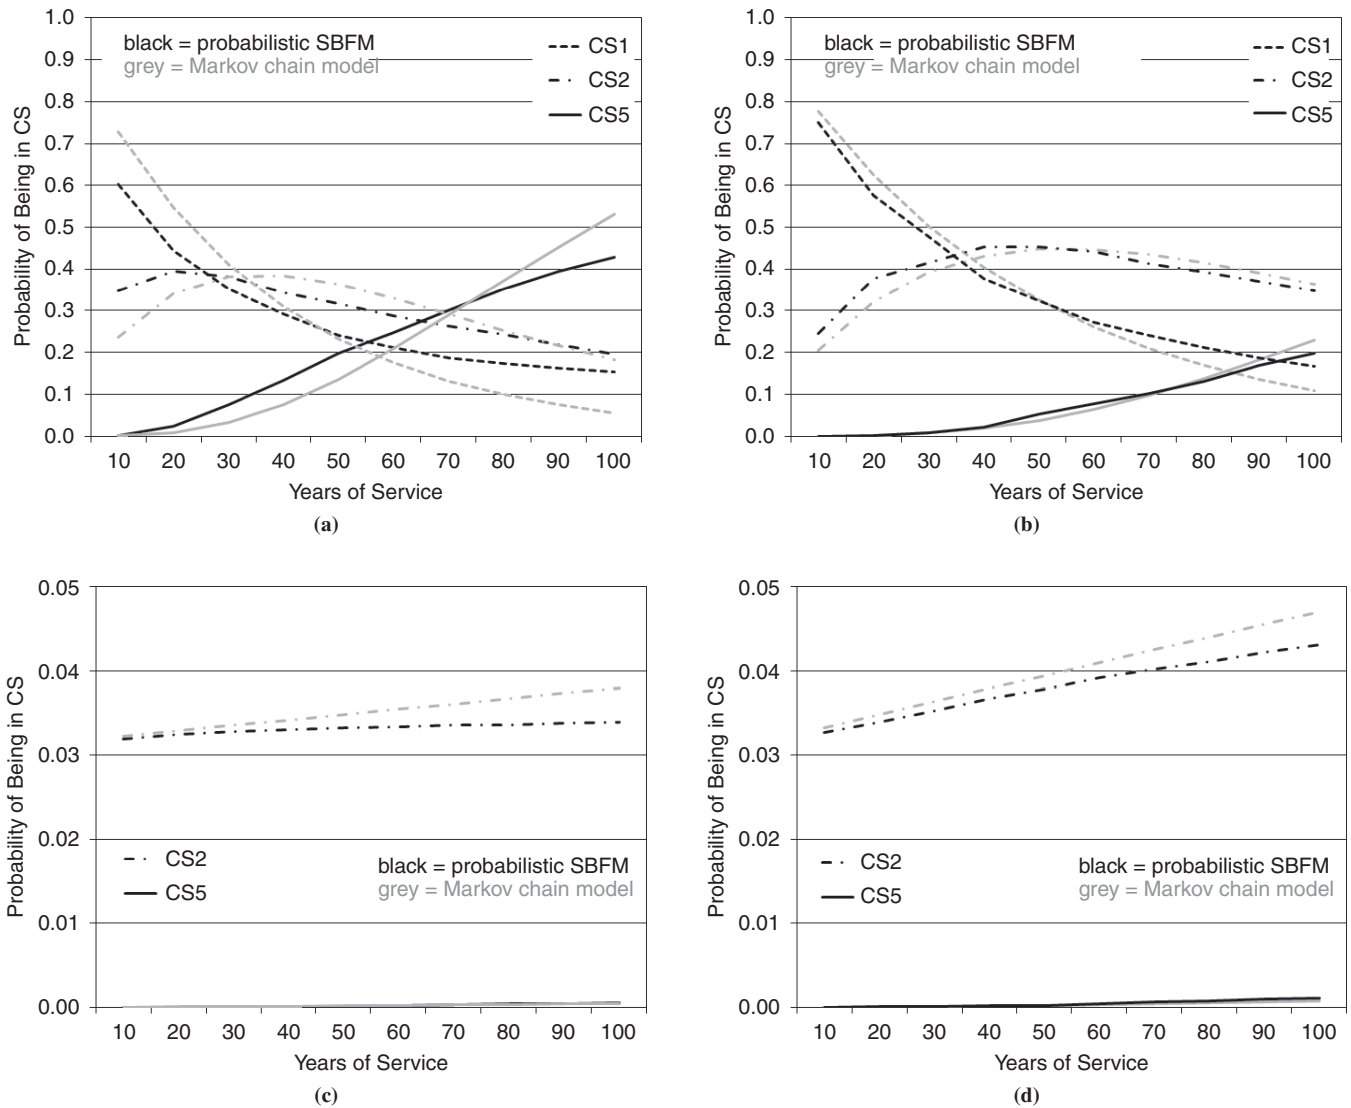 1.0
0.9
0.8
0.7
0.6
0.5
0.4
0.3
0.2
0.1
0.0
Probability of Being in CS
black = probabilistic SBFM
grey = Markov chain model
CS1
CS2
CS5
10 20 30 40 50 60 70 80 90 100
Years of Service
(a)
1.0
0.9
0.8
0.7
0.6
0.5
0.4
0.3
0.2
0.1
0.0
Probability of Being in CS
black = probabilistic SBFM
grey = Markov chain model
CS1
CS2
CS5
10 20 30 40 50 60 70 80 90 100
Years of Service
(b)
0.05
0.04
0.03
0.02
0.01
0.00
Probability of Being in CS
CS2
CS5
black = probabilistic SBFM
grey = Markov chain model
10 20 30 40 50 60 70 80 90 100
Years of Service
(c)
0.05
0.04
0.03
0.02
0.01
0.00
Probability of Being in CS
CS2
CS5
black = probabilistic SBFM
grey = Markov chain model
10 20 30 40 50 60 70 80 90 100
Years of Service
(d)